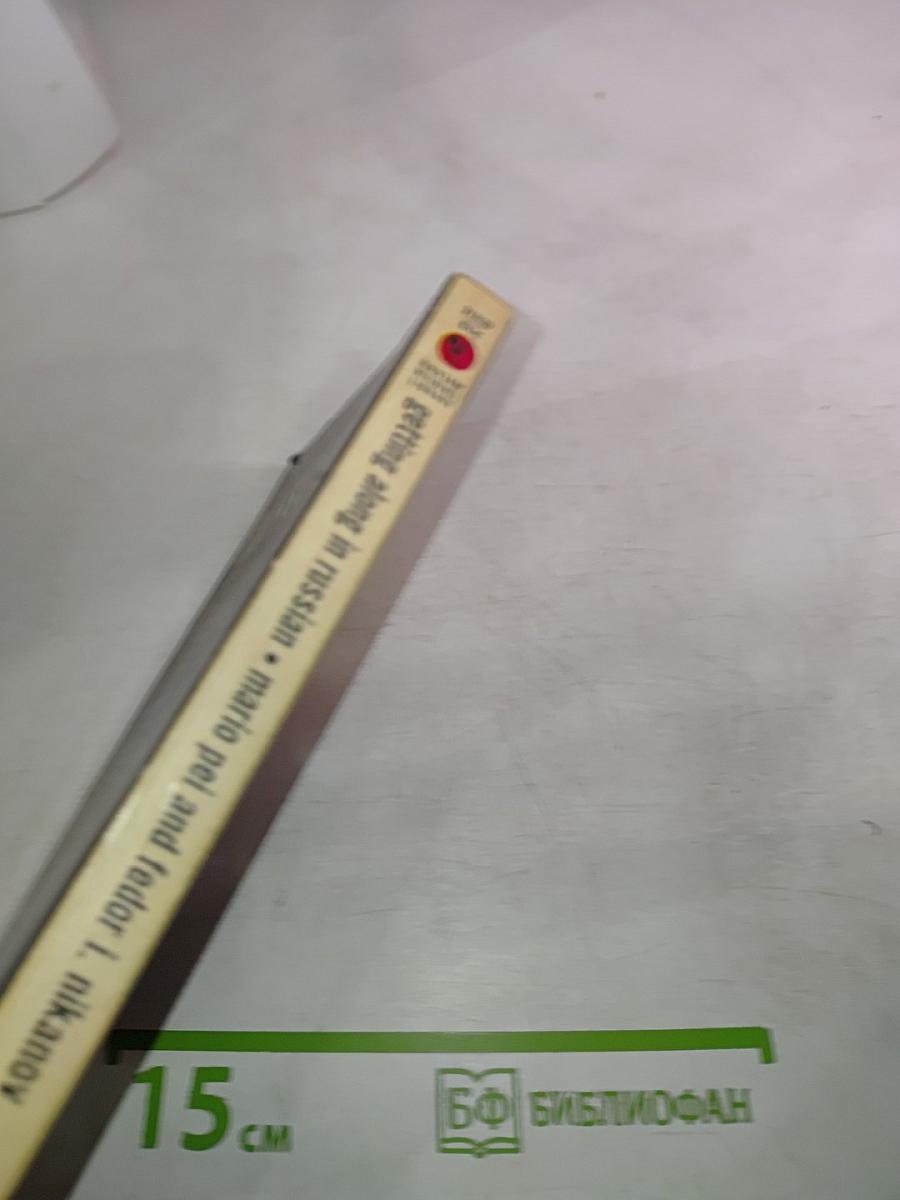 getting along in russian • mario pei and fedor i. nikanov
15 см
БФ БИБЛИОФАН